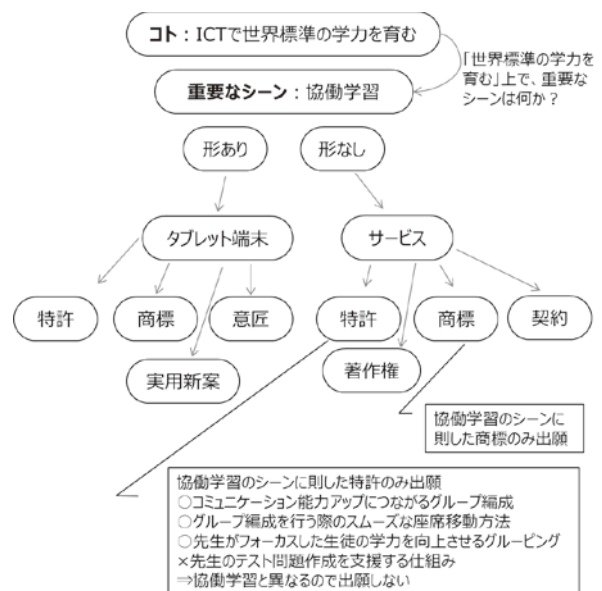 コト：ICTで世界標準の学力を育む
「世界標準の学力を
育む」上で、重要な
シーンは何か？
重要なシーン：協働学習
形あり
形なし
タブレット端末
サービス
特許
商標
意匠
特許
商標
契約
実用新案
著作権
協働学習のシーンに
則した商標のみ出願
協働学習のシーンに則した特許のみ出願
○コミュニケーション能力アップにつながるグループ編成
○グループ編成を行う際のスムーズな座席移動方法
○先生がフォーカスした生徒の学力を向上させるグルーピング
×先生のテスト問題作成を支援する仕組み
⇒協働学習と異なるので出願しない